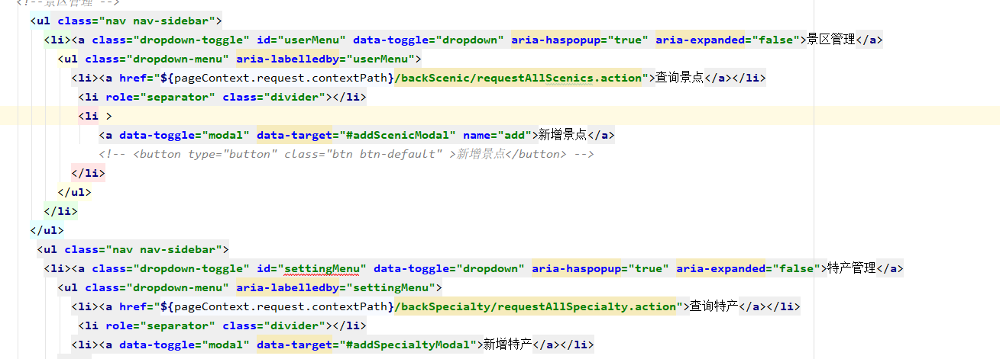 <!--景区管理 -->
<ul class="nav nav-sidebar">
<li><a class="dropdown-toggle" id="userMenu" data-toggle="dropdown" aria-haspopup="true" aria-expanded="false">景区管理</a>
<ul class="dropdown-menu" aria-labelledby="userMenu">
<li><a href="${pageContext.request.contextPath}/backScenic/requestAllScenics.action">查询景点</a></li>
<li role="separator" class="divider"></li>
<li >
<a data-toggle="modal" data-target="#addScenicModal" name="add">新增景点</a>
<!-- <button type="button" class="btn btn-default" >新增景点</button> -->
</li>
</ul>
</li>
</ul>
<ul class="nav nav-sidebar">
<li><a class="dropdown-toggle" id="settingMenu" data-toggle="dropdown" aria-haspopup="true" aria-expanded="false">特产管理</a>
<ul class="dropdown-menu" aria-labelledby="settingMenu">
<li><a href="${pageContext.request.contextPath}/backSpecialty/requestAllSpecialty.action">查询特产</a></li>
<li role="separator" class="divider"></li>
<li><a data-toggle="modal" data-target="#addSpecialtyModal">新增特产</a></li>